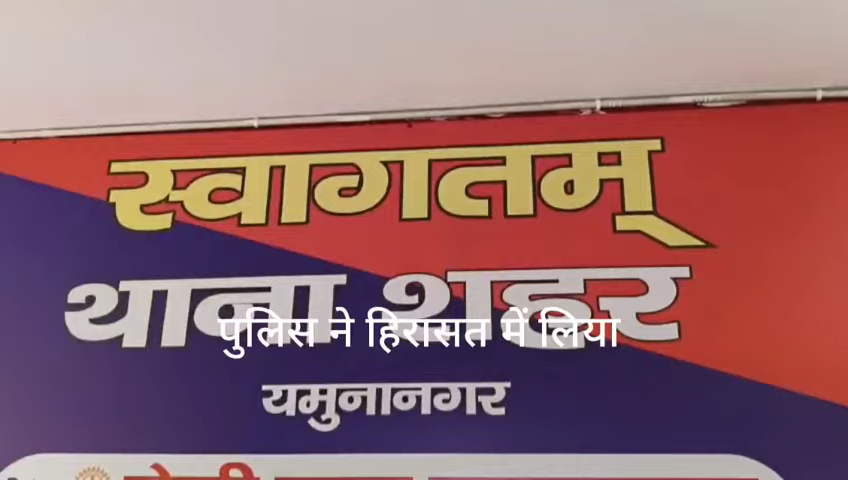 स्वागतम्
थाना शहर
पुलिस ने हिरासत में लिया
यमुनानगर